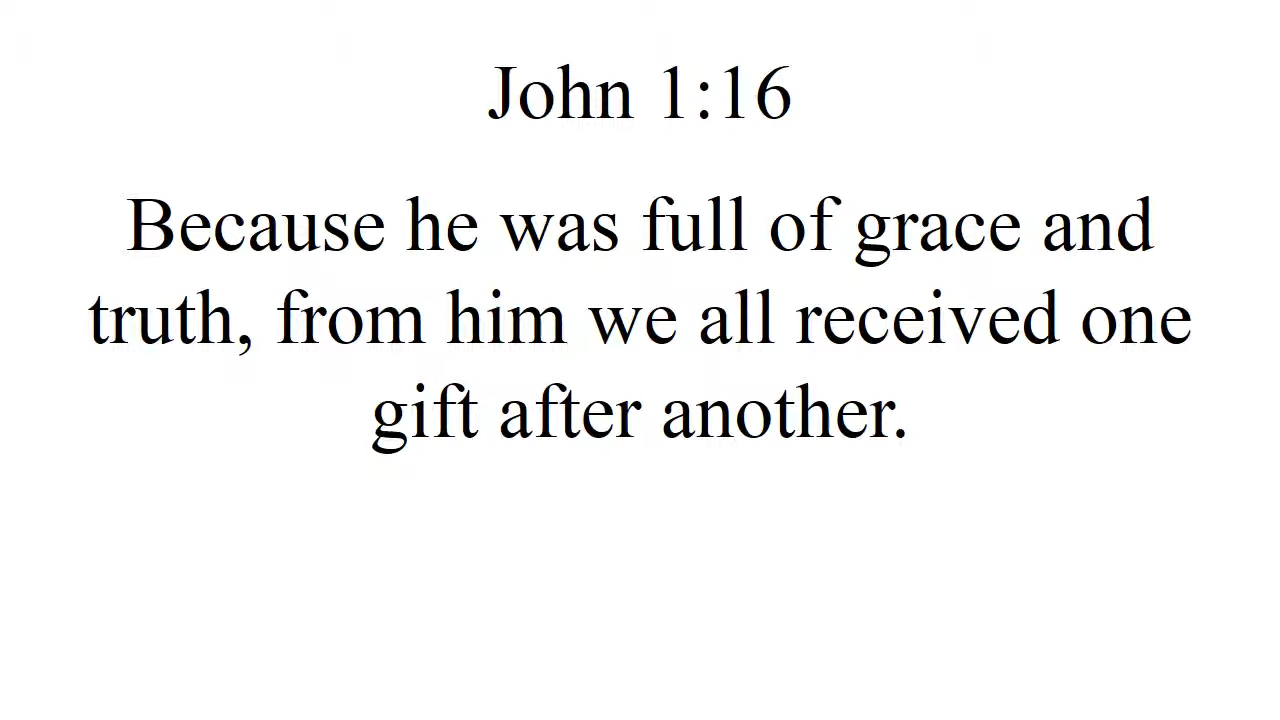 John 1:16
Because he was full of grace and
truth, from him we all received one
gift after another.